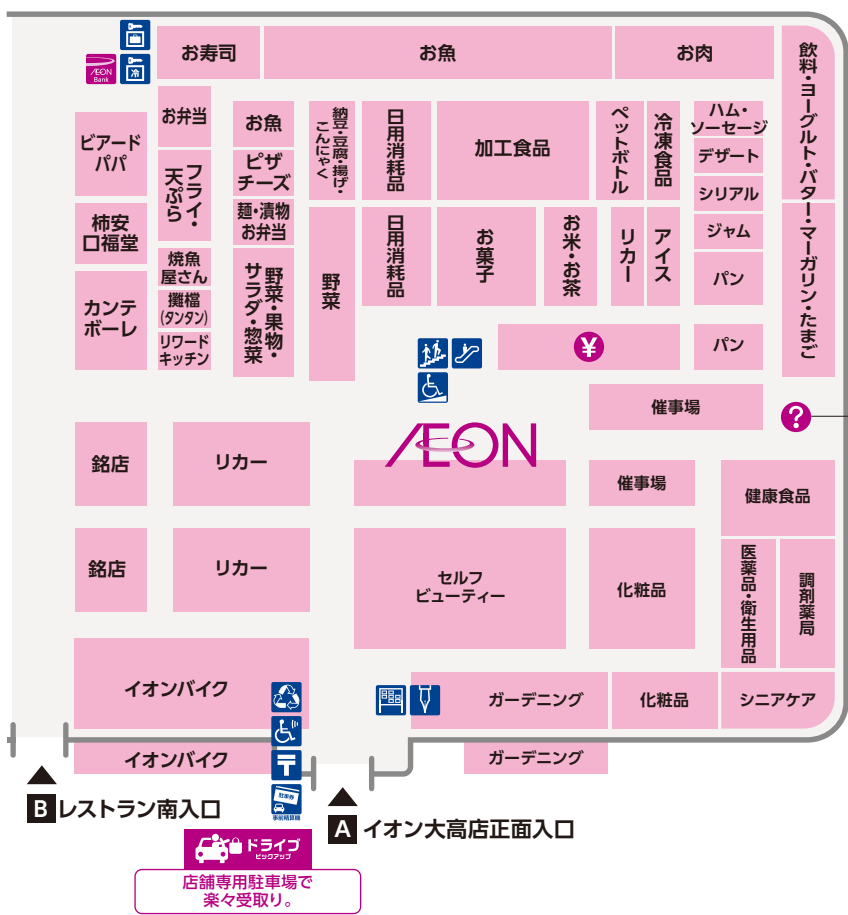 お寿司
お魚
お肉
飲料・ヨーグルト・バター・マーガリン・たまご
冷
ÆON
Bank
お弁当
お魚
納豆・豆腐・揚げ・
こんにゃく
日用消耗品
加工食品
ペットボトル
冷凍食品
ハム・
ソーセージ
ビアード
パパ
フライ・
天ぷら
ピザ
チーズ
デザート
シリアル
柿安
口福堂
麺・漬物
お弁当
野菜
日用消耗品
お菓子
お米・お茶
リカー
アイス
ジャム
焼魚
屋さん
野菜・果物・
サラダ・惣菜
パン
カンテ
ボーレ
攤檔
(タンタン)
リワード
キッチン
¥
パン
催事場
?
ÆON
銘店
リカー
催事場
健康食品
銘店
リカー
セルフ
ビューティー
化粧品
医薬品・衛生用品
調剤薬局
イオンバイク
ガーデニング
化粧品
シニアケア
イオンバイク
〒
ガーデニング
駐車券
事前精算機
B レストラン南入口
A イオン大高店正面入口
ドライブ
ピックアップ
店舗専用駐車場で
楽々受取り。